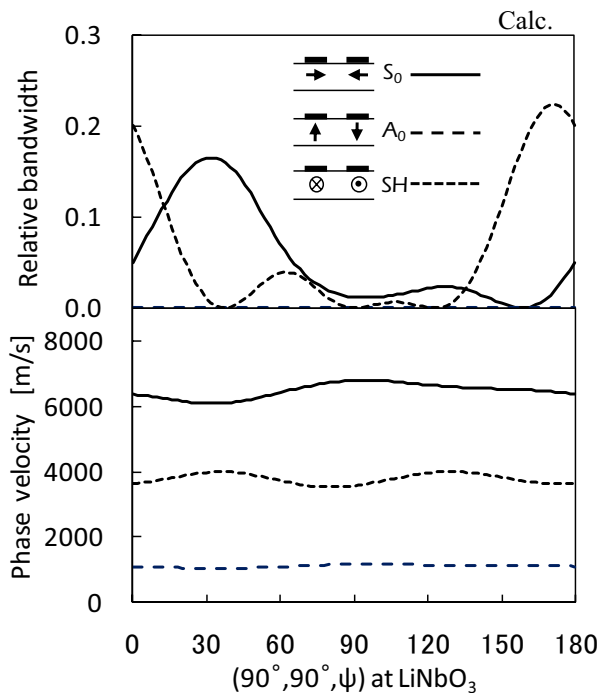 Calc.
0.3
0.2
0.1
0.0
Relative bandwidth
S₀
A₀
SH
8000
6000
4000
2000
0
Phase velocity [m/s]
0 30 60 90 120 150 180
(90°,90°,ψ) at LiNbO₃